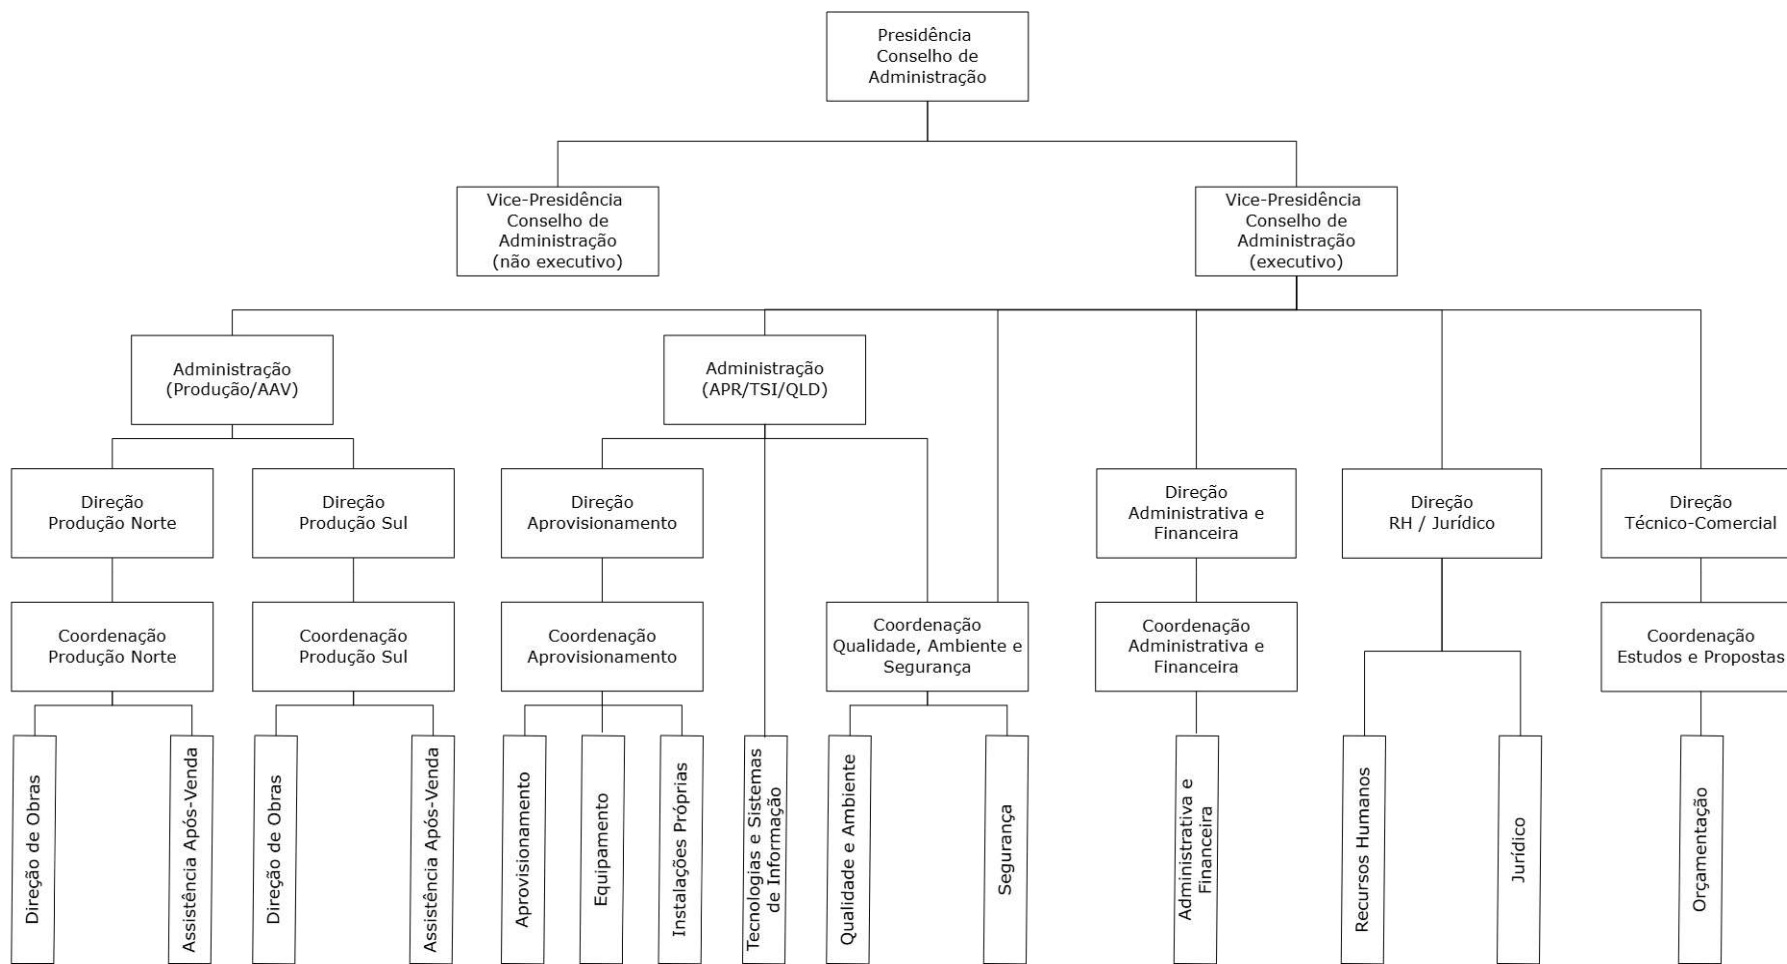 Presidência
Conselho de
Administração
Vice-Presidência
Conselho de
Administração
(não executivo)
Vice-Presidência
Conselho de
Administração
(executivo)
Administração
(Produção/AAV)
Administração
(APR/TSI/QLD)
Direção
Produção Norte
Direção
Produção Sul
Direção
Aprovisionamento
Direção
Administrativa e
Financeira
Direção
RH / Jurídico
Direção
Técnico-Comercial
Coordenação
Produção Norte
Coordenação
Produção Sul
Coordenação
Aprovisionamento
Coordenação
Qualidade, Ambiente e
Segurança
Coordenação
Administrativa e
Financeira
Coordenação
Estudos e Propostas
Direção de Obras
Assistência Após-Venda
Direção de Obras
Assistência Após-Venda
Aprovisionamento
Equipamento
Instalações Próprias
Tecnologias e Sistemas
de Informação
Qualidade e Ambiente
Segurança
Administrativa e
Financeira
Recursos Humanos
Jurídico
Orçamentação